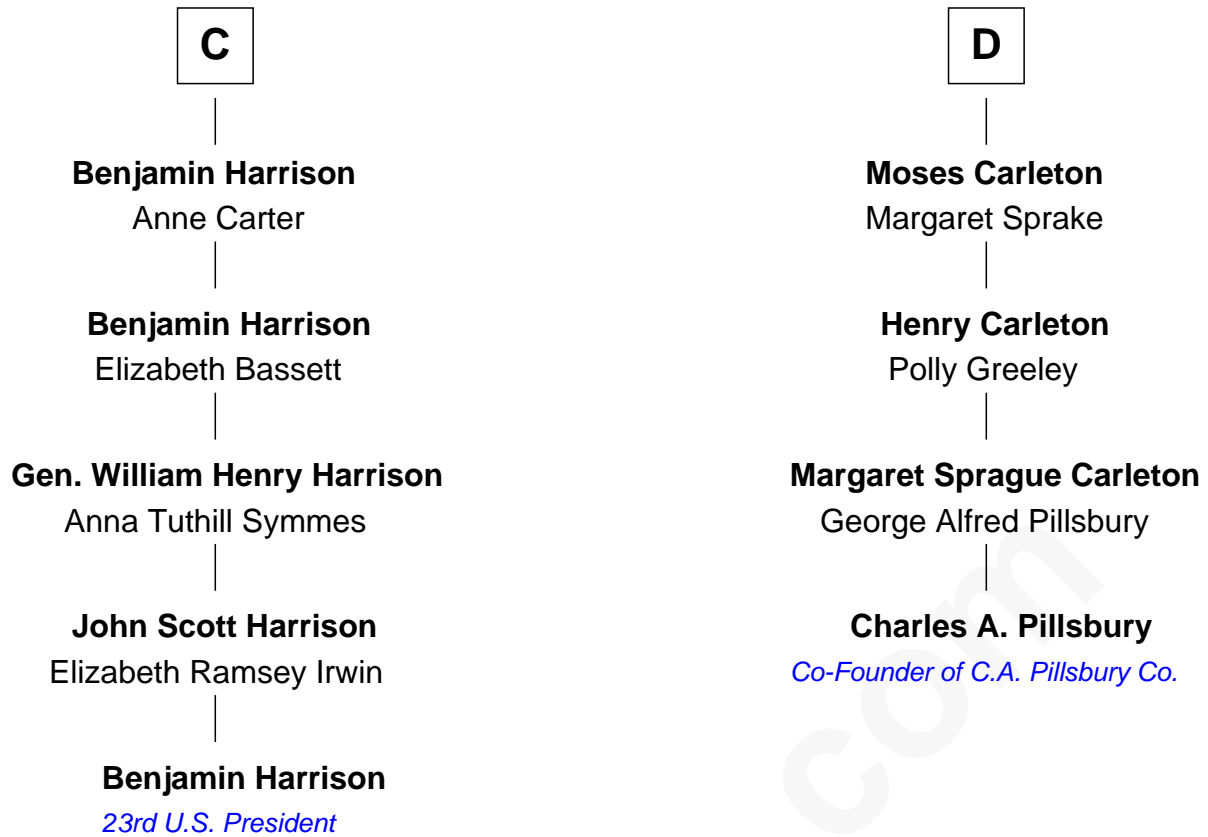 C
Benjamin Harrison
Anne Carter
Benjamin Harrison
Elizabeth Bassett
Gen. William Henry Harrison
Anna Tuthill Symmes
John Scott Harrison
Elizabeth Ramsey Irwin
Benjamin Harrison
23rd U.S. President
D
Moses Carleton
Margaret Sprake
Henry Carleton
Polly Greeley
Margaret Sprague Carleton
George Alfred Pillsbury
Charles A. Pillsbury
Co-Founder of C.A. Pillsbury Co.
com